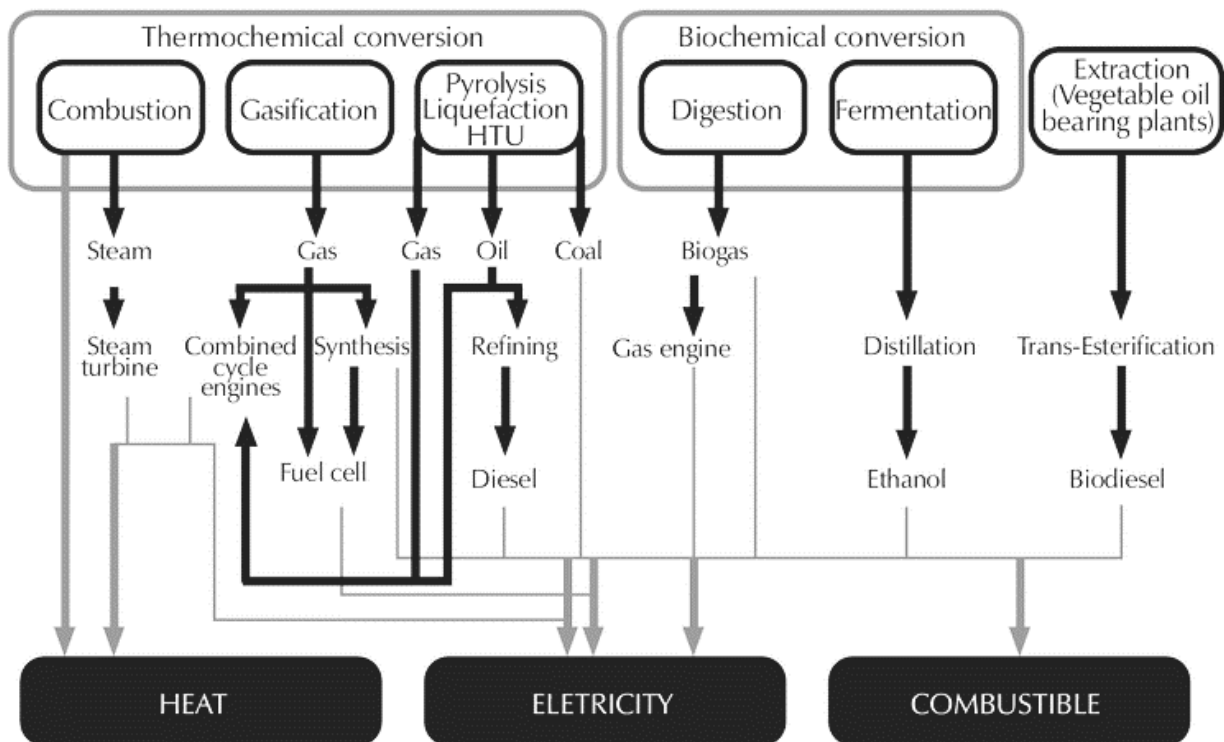 Thermochemical conversion
Biochemical conversion
Combustion
Gasification
Pyrolysis
Liquefaction
HTU
Digestion
Fermentation
Extraction
(Vegetable oil
bearing plants)
Steam
Gas
Gas
Oil
Coal
Biogas
Steam
turbine
Combined
cycle
engines
Synthesis
Refining
Gas engine
Distillation
Trans-Esterification
Fuel cell
Diesel
Ethanol
Biodiesel
HEAT
ELETRICITY
COMBUSTIBLE